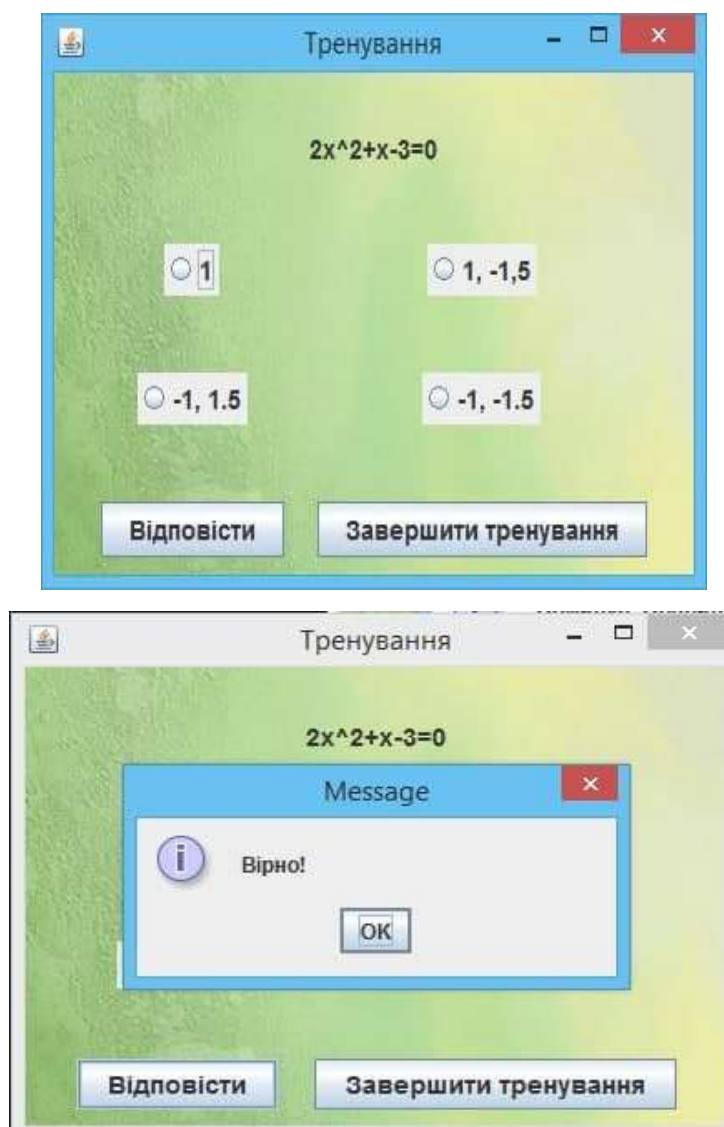 Тренування
2x^2+x-3=0
1
1, -1,5
-1, 1.5
-1, -1.5
Відповісти
Завершити тренування
Тренування
2x^2+x-3=0
Message
Вірно!
OK
Відповісти
Завершити тренування